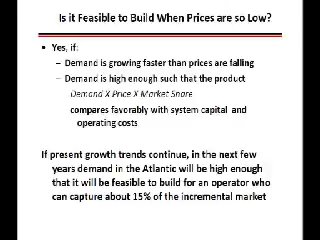 Is it Feasible to Build When Prices are so Low?
• Yes, if:
– Demand is growing faster than prices are falling
– Demand is high enough such that the product
Demand X Price X Market Share
compares favorably with system capital and
operating costs
If present growth trends continue, in the next few
years demand in the Atlantic will be high enough
that it will be feasible to build for an operator who
can capture about 15% of the incremental market